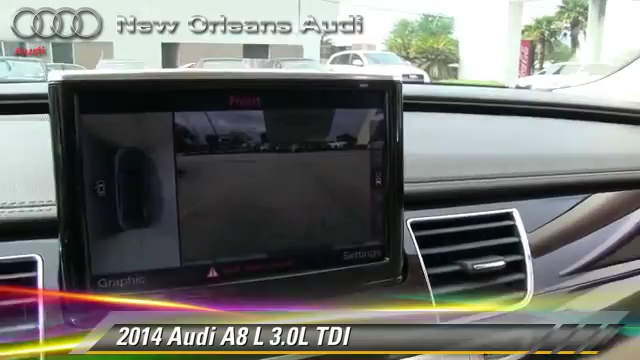 New Orleans Audi
Audi
Front
Graphic
Settings
2014 Audi A8 L 3.0L TDI